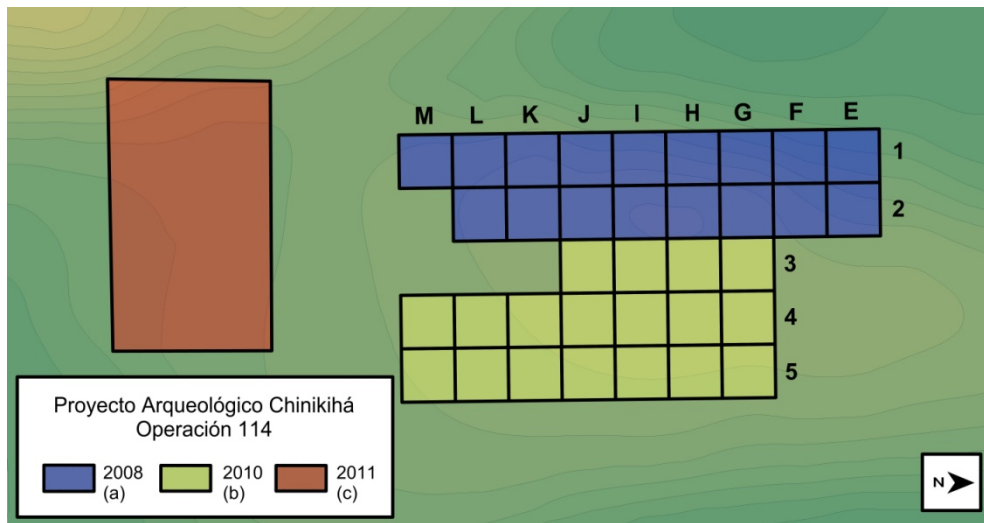 M L K J I H G F E
1
2
3
4
5
Proyecto Arqueológico Chinikihá
Operación 114
2008 2010 2011
(a) (b) (c)
N